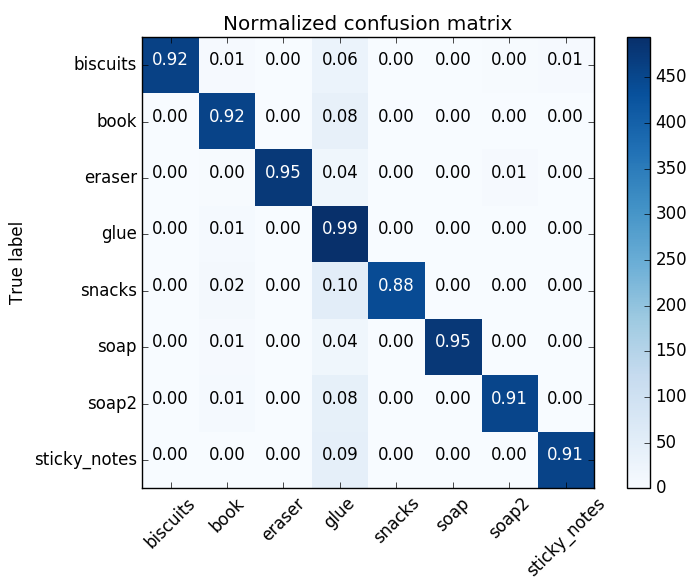 Normalized confusion matrix
True label
biscuits 0.92 0.01 0.00 0.06 0.00 0.00 0.00 0.01
book 0.00 0.92 0.00 0.08 0.00 0.00 0.00 0.00
eraser 0.00 0.00 0.95 0.04 0.00 0.00 0.01 0.00
glue 0.00 0.01 0.00 0.99 0.00 0.00 0.00 0.00
snacks 0.00 0.02 0.00 0.10 0.88 0.00 0.00 0.00
soap 0.00 0.01 0.00 0.04 0.00 0.95 0.00 0.00
soap2 0.00 0.01 0.00 0.08 0.00 0.00 0.91 0.00
sticky_notes 0.00 0.00 0.00 0.09 0.00 0.00 0.00 0.91
biscuits book eraser glue snacks soap soap2 sticky_notes
450
400
350
300
250
200
150
100
50
0